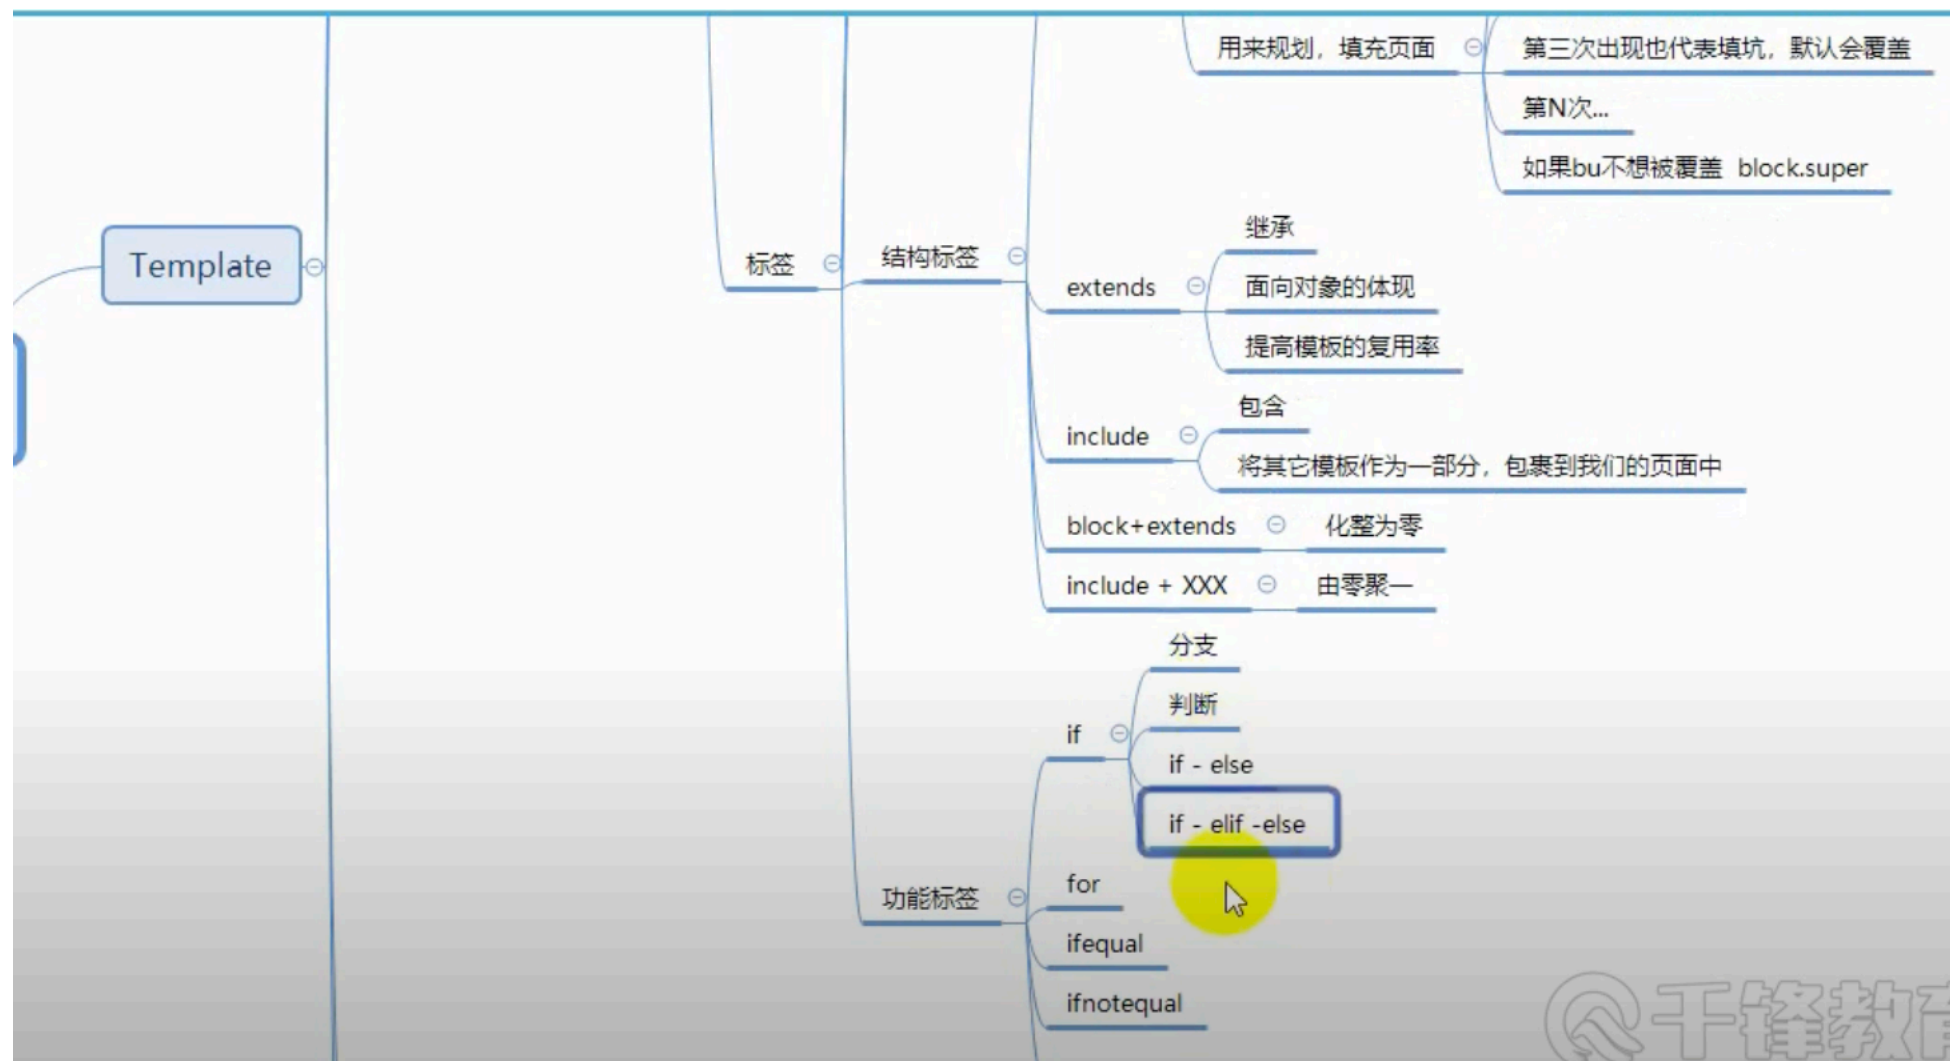 用来规划，填充页面
第三次出现也代表填坑，默认会覆盖
第N次...
如果bu不想被覆盖 block.super
Template
标签
结构标签
extends
继承
面向对象的体现
提高模板的复用率
include
包含
将其它模板作为一部分，包裹到我们的页面中
block+extends
化整为零
include + XXX
由零聚一
功能标签
if
分支
判断
if - else
if - elif -else
for
ifequal
ifnotequal
千锋教育